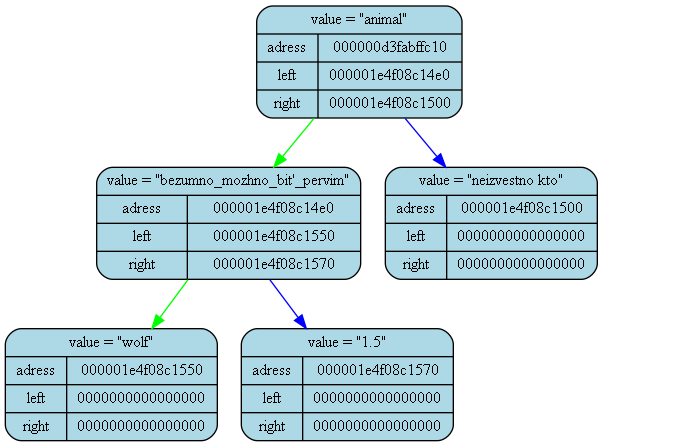 value = "animal"
adress 000000d3fabffc10
left 000001e4f08c14e0
right 000001e4f08c1500
value = "bezumno_mozhno_bit'_pervim"
adress 000001e4f08c14e0
left 000001e4f08c1550
right 000001e4f08c1570
value = "neizvestno kto"
adress 000001e4f08c1500
left 0000000000000000
right 0000000000000000
value = "wolf"
adress 000001e4f08c1550
left 0000000000000000
right 0000000000000000
value = "1.5"
adress 000001e4f08c1570
left 0000000000000000
right 0000000000000000